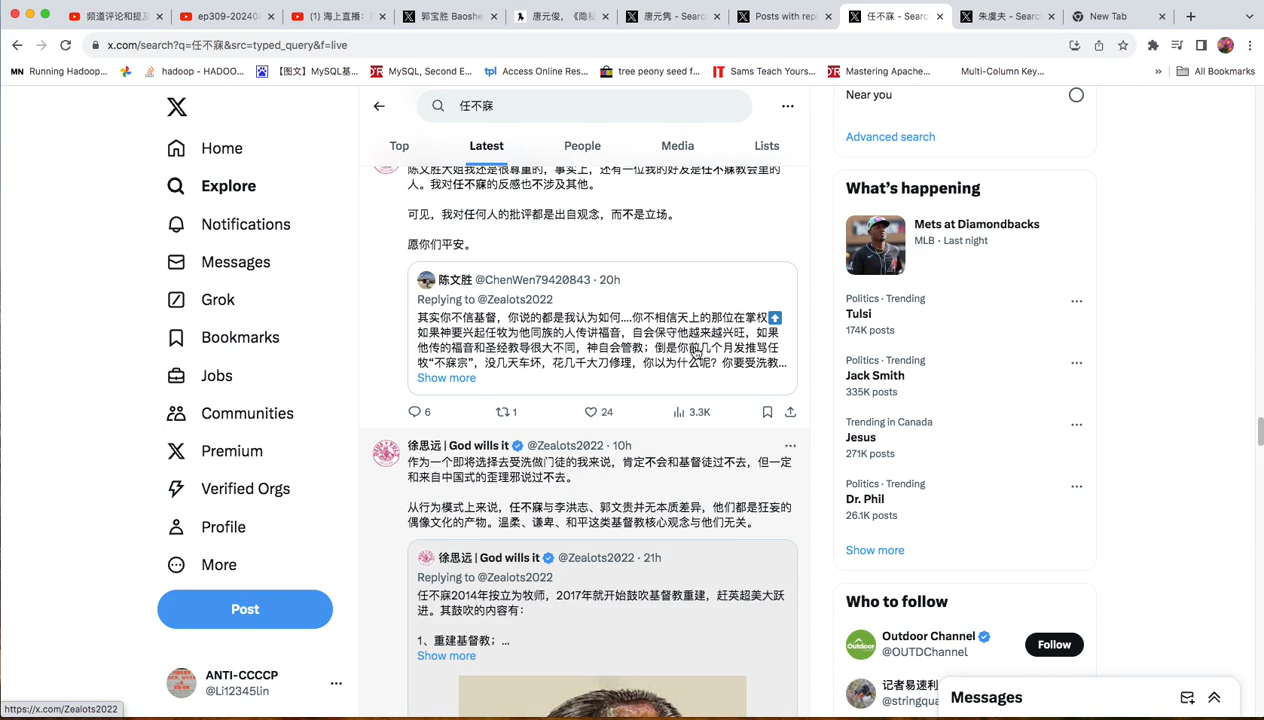 频道评论和提及
ep309-202406
(1) 海上直播：
郭宝胜 Baoshe
唐元俊，《隐私
唐元隽 - Searc
Posts with repl
任不寐 - Searc
朱虞夫 - Searc
New Tab
x.com/search?q=任不寐&src=typed_query&f=live
MN Running Hadoop...
hadoop - HADOO...
【图文】MySQL基...
MySQL, Second E...
tpl Access Online Res...
tree peony seed f...
IT Sams Teach Yours...
Mastering Apache...
Multi-Column Key...
» All Bookmarks
Home
Explore
Notifications
Messages
Grok
Bookmarks
Jobs
Communities
Premium
Verified Orgs
Profile
More
Post
ANTI-CCCCP
@Li12345lin
https://x.com/Zealots2022
任不寐
Top Latest People Media Lists
陈文胜大姐我还是很尊重的，事实上，还有一位我的好友是任不寐教会里的
人。我对任不寐的反感也不涉及其他。
可见，我对任何人的批评都是出自观念，而不是立场。
愿你们平安。
陈文胜 @ChenWen79420843 · 20h
Replying to @Zealots2022
其实你不信基督，你说的都是我认为如何....你不相信天上的那位在掌权⬆
如果神要兴起任牧为他同族的人传讲福音，自会保守他越来越兴旺，如果
他传的福音和圣经教导很大不同，神自会管教；倒是你前几个月发推骂任
牧“不寐宗”，没几天车坏，花几千大刀修理，你以为什么呢？你要受洗教...
Show more
6 1 24 3.3K
徐思远 | God wills it @Zealots2022 · 10h
作为一个即将选择去受洗做门徒的我来说，肯定不会和基督徒过不去，但一定
和来自中国式的歪理邪说过不去。
从行为模式上来说，任不寐与李洪志、郭文贵并无本质差异，他们都是狂妄的
偶像文化的产物。温柔、谦卑、和平这类基督教核心观念与他们无关。
徐思远 | God wills it @Zealots2022 · 21h
Replying to @Zealots2022
任不寐2014年按立为牧师，2017年就开始鼓吹基督教重建，赶英超美大跃
进。其鼓吹的内容有：
1、重建基督教；...
Show more
Near you
Advanced search
What’s happening
Mets at Diamondbacks
MLB · Last night
Politics · Trending
Tulsi
174K posts
Politics · Trending
Jack Smith
335K posts
Trending in Canada
Jesus
271K posts
Politics · Trending
Dr. Phil
26.1K posts
Show more
Who to follow
Outdoor Channel
@OUTDChannel
Follow
记者易速利
@stringqua
Messages